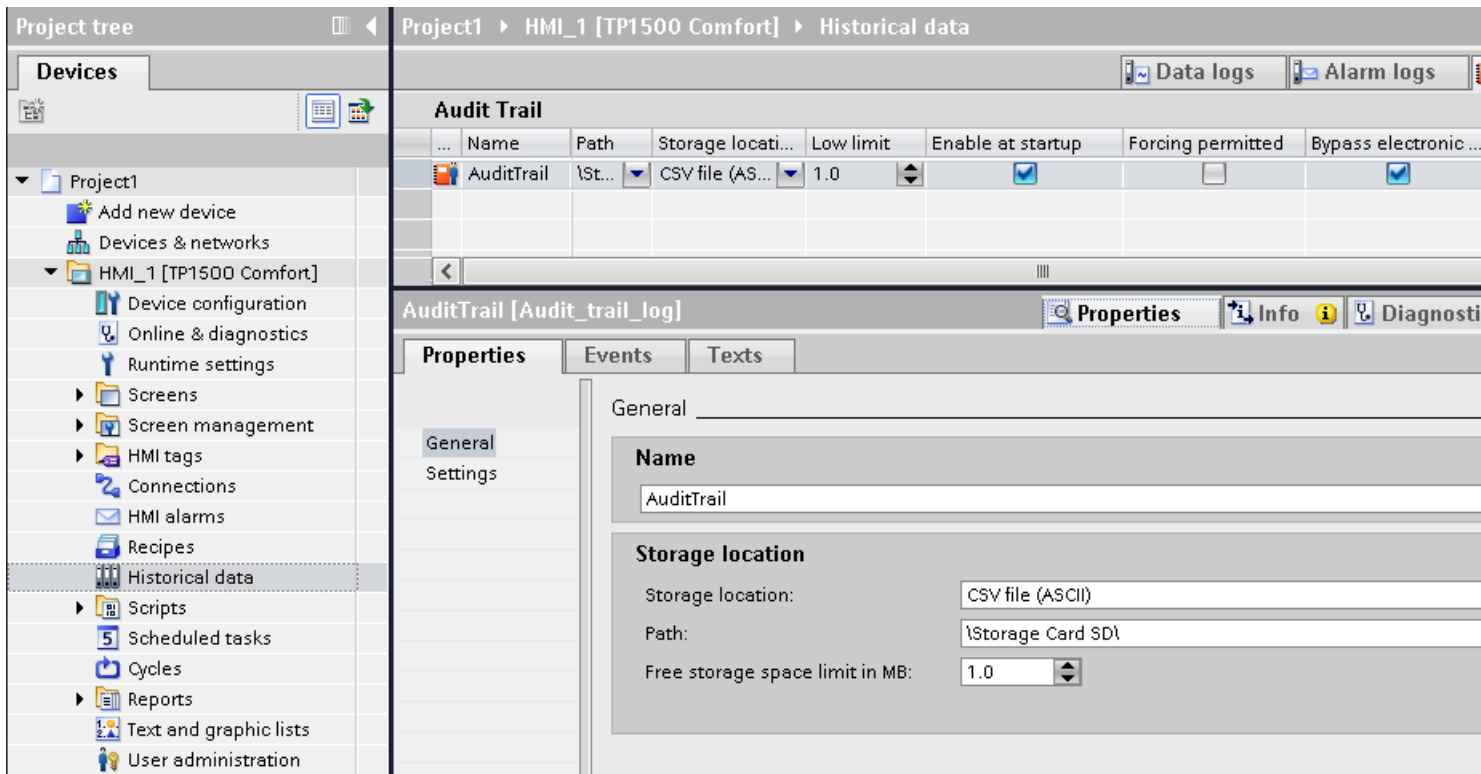 Project tree
Devices
Project1
Add new device
Devices & networks
HMI_1 [TP1500 Comfort]
Device configuration
Online & diagnostics
Runtime settings
Screens
Screen management
HMI tags
Connections
HMI alarms
Recipes
Historical data
Scripts
Scheduled tasks
Cycles
Reports
Text and graphic lists
User administration
Project1 HMI_1 [TP1500 Comfort] Historical data
Data logs Alarm logs
Audit Trail
... Name Path Storage locati... Low limit Enable at startup Forcing permitted Bypass electronic ...
AuditTrail \St... CSV file (AS... 1.0
AuditTrail [Audit_trail_log]
Properties Info Diagnosti
Properties Events Texts
General
Settings
General
Name
AuditTrail
Storage location
Storage location: CSV file (ASCII)
Path: \Storage Card SD\
Free storage space limit in MB: 1.0